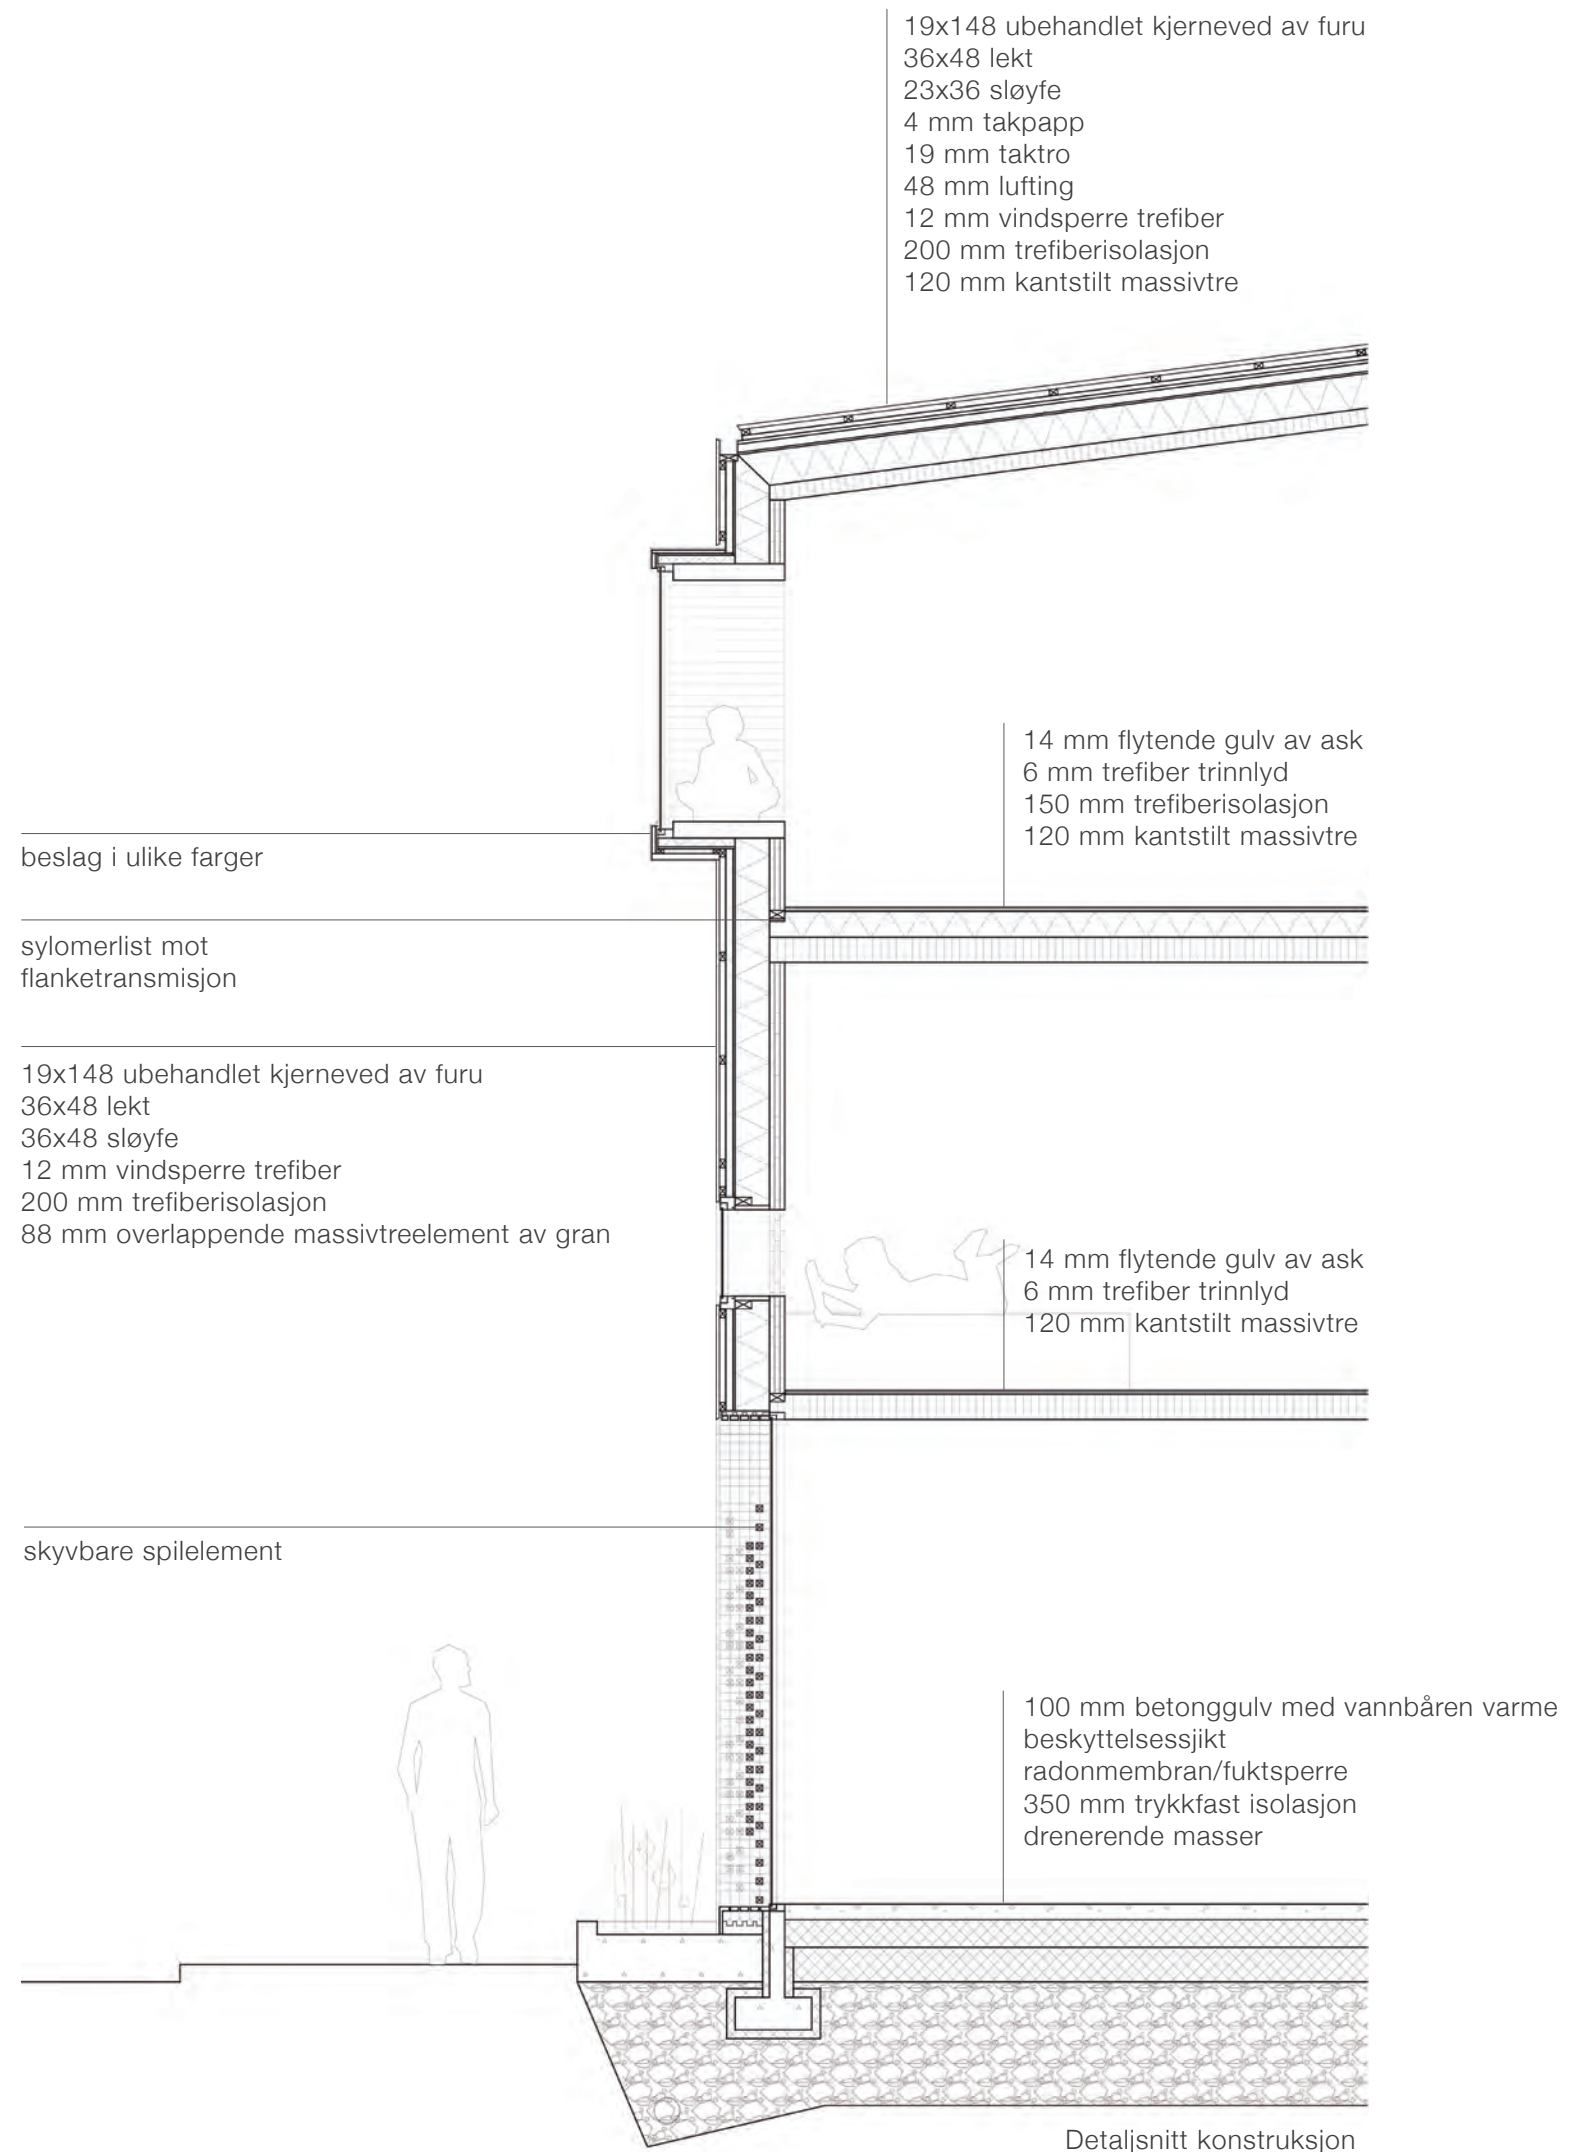 19x148 ubehandlet kjerneved av furu
36x48 lekt
23x36 sløyfe
4 mm takpapp
19 mm taktro
48 mm lufting
12 mm vindsperre trefiber
200 mm trefiberisolasjon
120 mm kantstilt massivtre
14 mm flytende gulv av ask
6 mm trefiber trinnlyd
150 mm trefiberisolasjon
120 mm kantstilt massivtre
beslag i ulike farger
sylomerlist mot
flanketransmisjon
19x148 ubehandlet kjerneved av furu
36x48 lekt
36x48 sløyfe
12 mm vindsperre trefiber
200 mm trefiberisolasjon
88 mm overlappende massivtreelement av gran
14 mm flytende gulv av ask
6 mm trefiber trinnlyd
120 mm kantstilt massivtre
skyvbare spilelement
100 mm betonggulv med vannbåren varme
beskyttelsessjikt
radonmembran/fuktsperre
350 mm trykkfast isolasjon
drenerende masser
Detaljsnitt konstruksjon